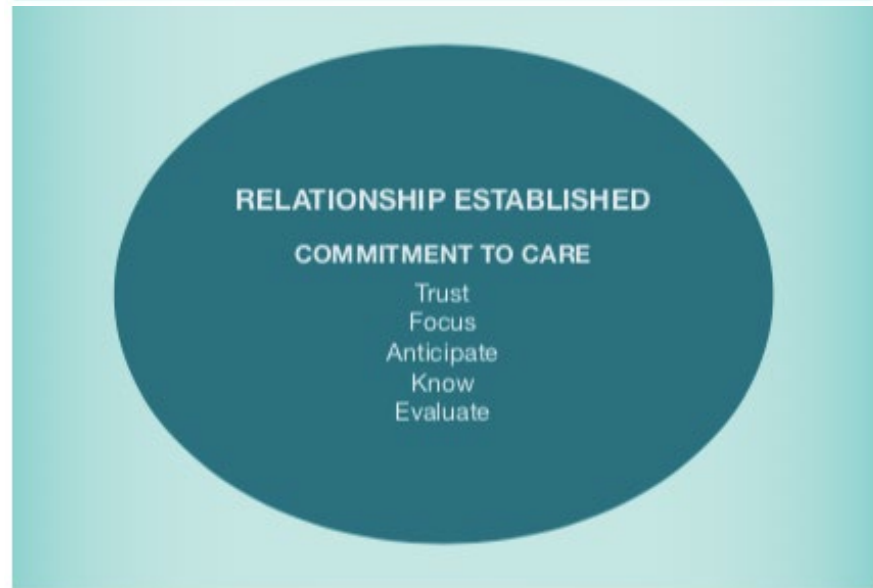 RELATIONSHIP ESTABLISHED
COMMITMENT TO CARE
Trust
Focus
Anticipate
Know
Evaluate